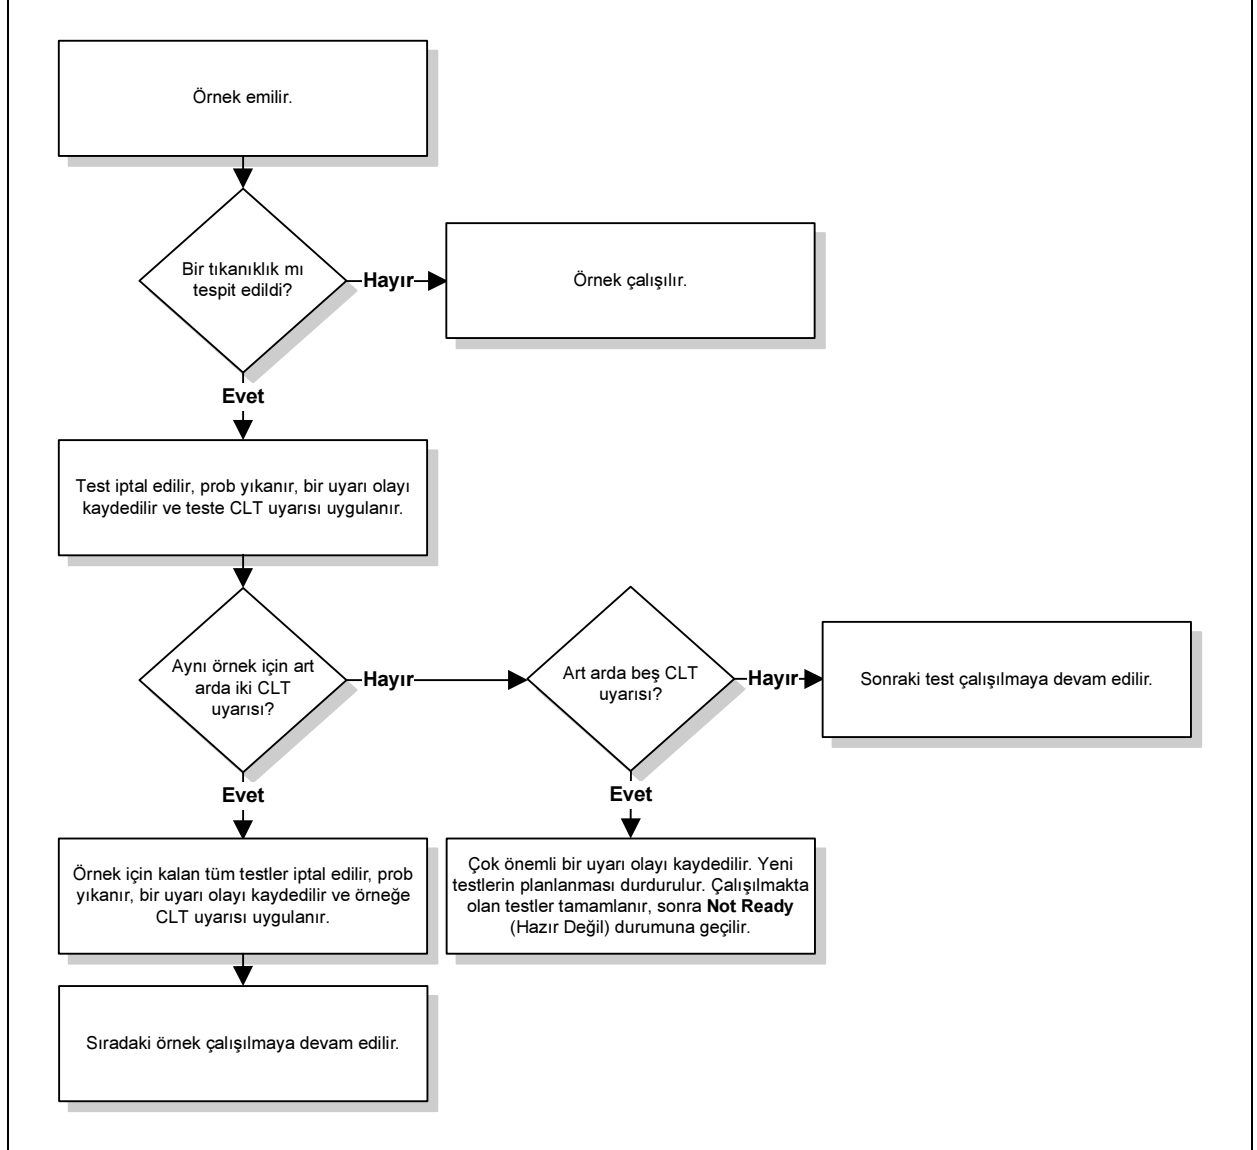 Örnek emilir.
Bir tıkanıklık mı
tespit edildi?
Hayır
Örnek çalışılır.
Evet
Test iptal edilir, prob yıkanır, bir uyarı olayı
kaydedilir ve teste CLT uyarısı uygulanır.
Aynı örnek için art
arda iki CLT
uyarısı?
Hayır
Art arda beş CLT
uyarısı?
Hayır
Sonraki test çalışılmaya devam edilir.
Evet
Evet
Örnek için kalan tüm testler iptal edilir, prob
yıkanır, bir uyarı olayı kaydedilir ve örneğe
CLT uyarısı uygulanır.
Çok önemli bir uyarı olayı kaydedilir. Yeni
testlerin planlanması durdurulur. Çalışılmakta
olan testler tamamlanır, sonra Not Ready
(Hazır Değil) durumuna geçilir.
Sıradaki örnek çalışılmaya devam edilir.